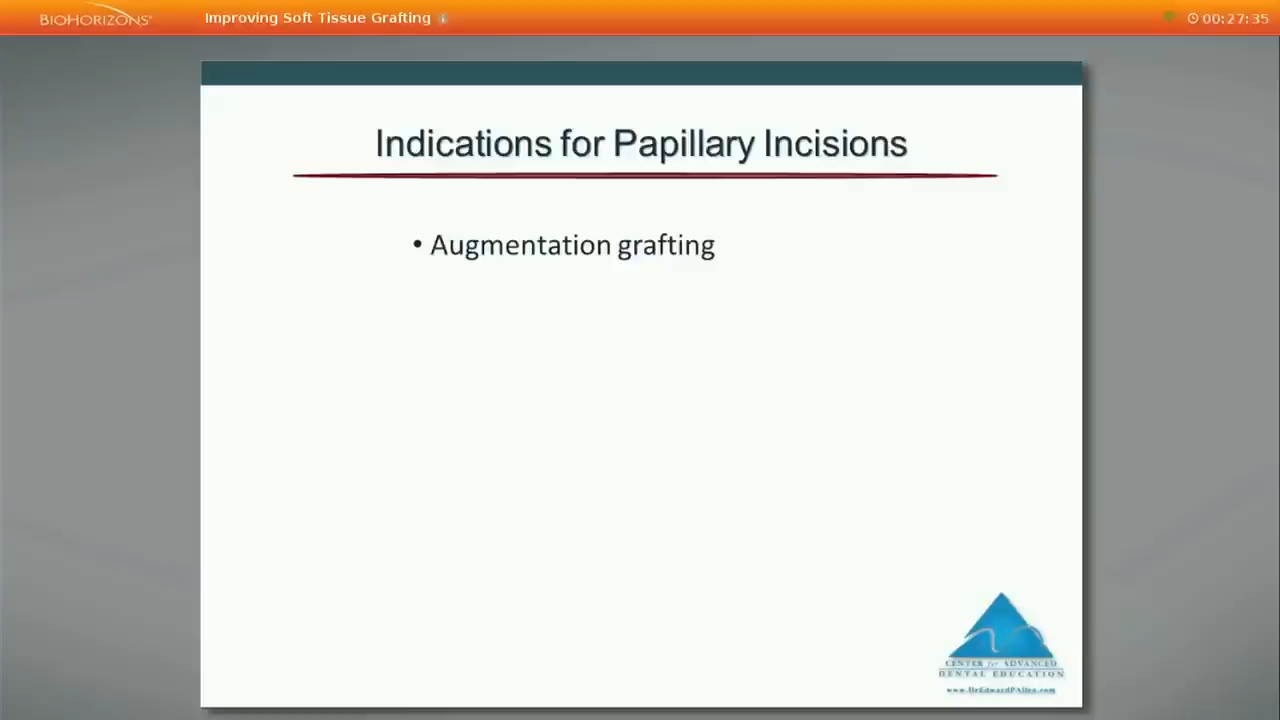 BIOHORIZONS®
Improving Soft Tissue Grafting
00:27:35
Indications for Papillary Incisions
• Augmentation grafting
CENTER for ADVANCED
DENTAL EDUCATION
www.DrEdwardPAllen.com